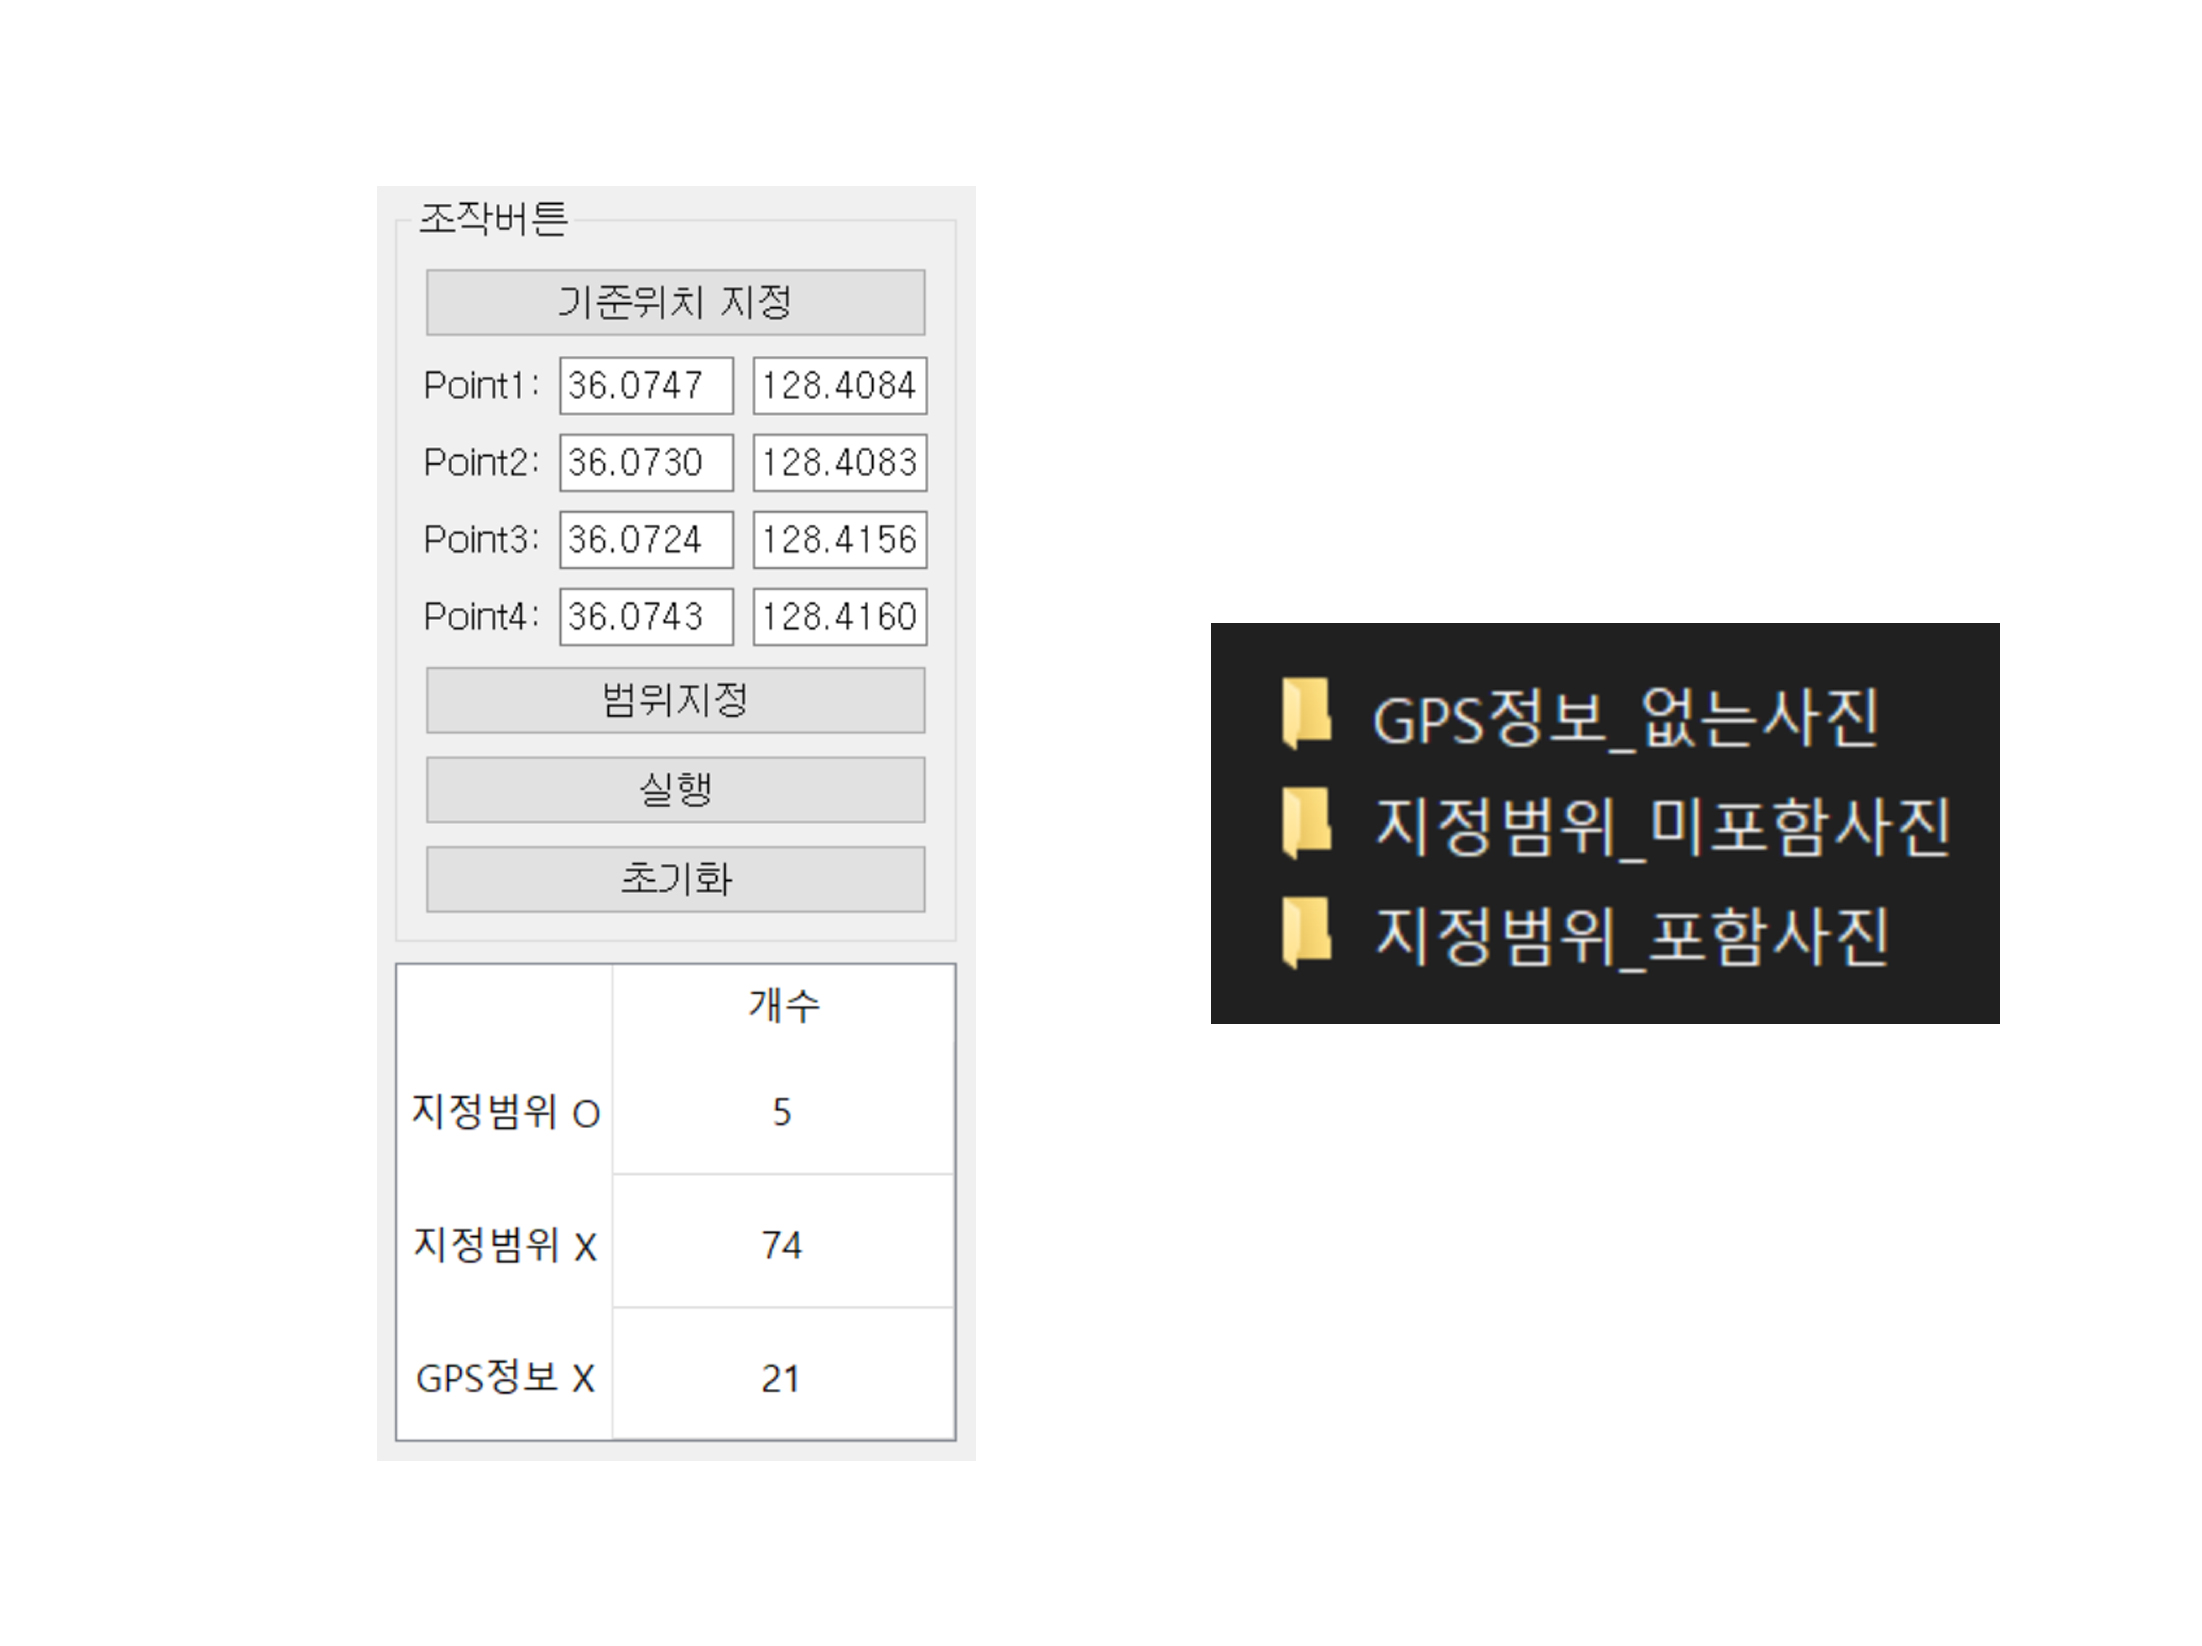 조작버튼
기준위치 지정
Point1: 36.0747 128.4084
Point2: 36.0730 128.4083
Point3: 36.0724 128.4156
Point4: 36.0743 128.4160
범위지정
실행
초기화
개수
지정범위 O 5
지정범위 X 74
GPS정보 X 21
GPS정보_없는사진
지정범위_미포함사진
지정범위_포함사진